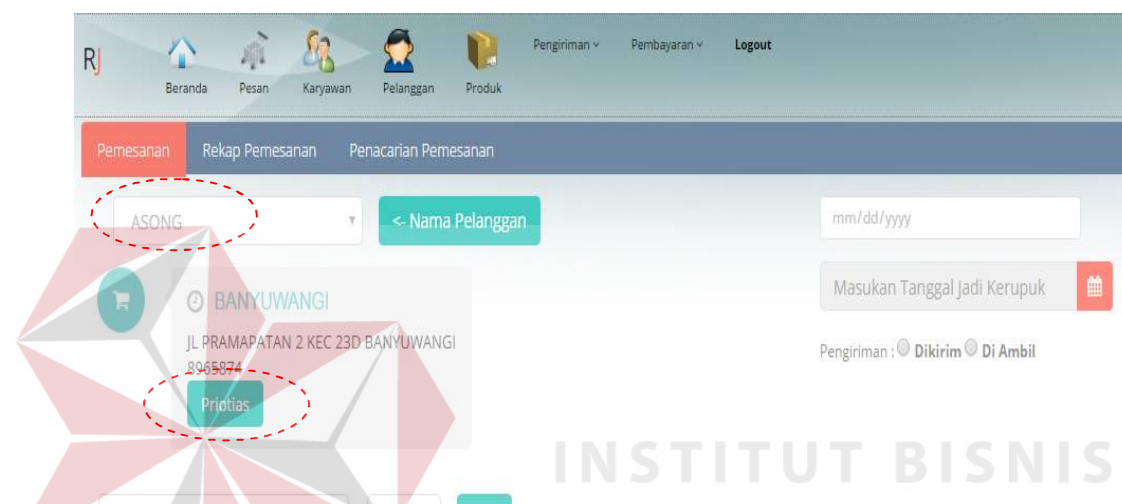 RJ
Beranda Pesan Karyawan Pelanggan Produk Pengiriman Pembayaran Logout
Pemesanan Rekap Pemesanan Penacarian Pemesanan
ASONG <- Nama Pelanggan mm/dd/yyyy
BANYUWANGI Masukan Tanggal Jadi Kerupuk
JL PRAMAPATAN 2 KEC 23D BANYUWANGI
8965874
Pengiriman : Dikirim Di Ambil
Priotias
INSTITUT BISNIS